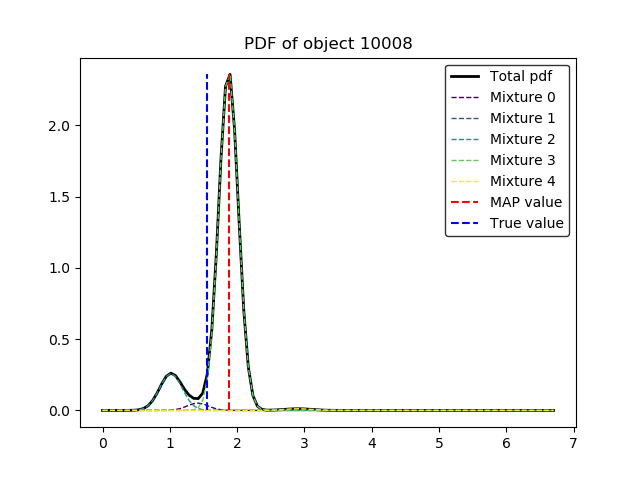 PDF of object 10008
Total pdf
Mixture 0
Mixture 1
Mixture 2
Mixture 3
Mixture 4
MAP value
True value
2.0
1.5
1.0
0.5
0.0
0 1 2 3 4 5 6 7